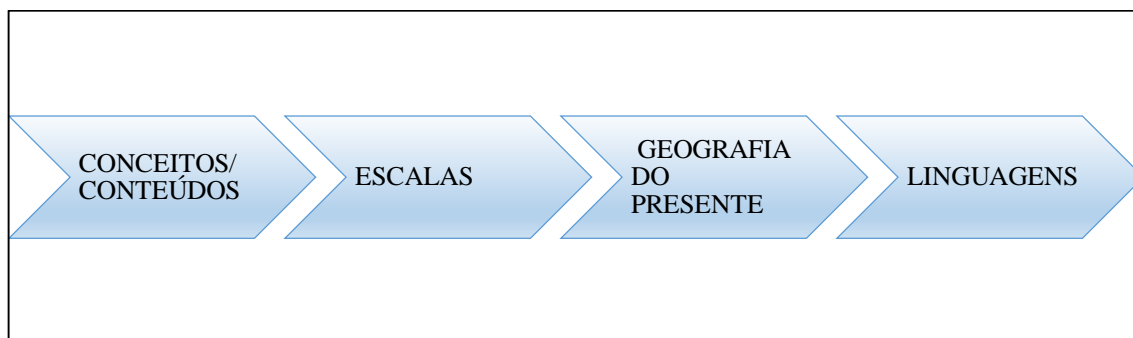 CONCEITOS/
CONTEÚDOS
ESCALAS
GEOGRAFIA
DO
PRESENTE
LINGUAGENS